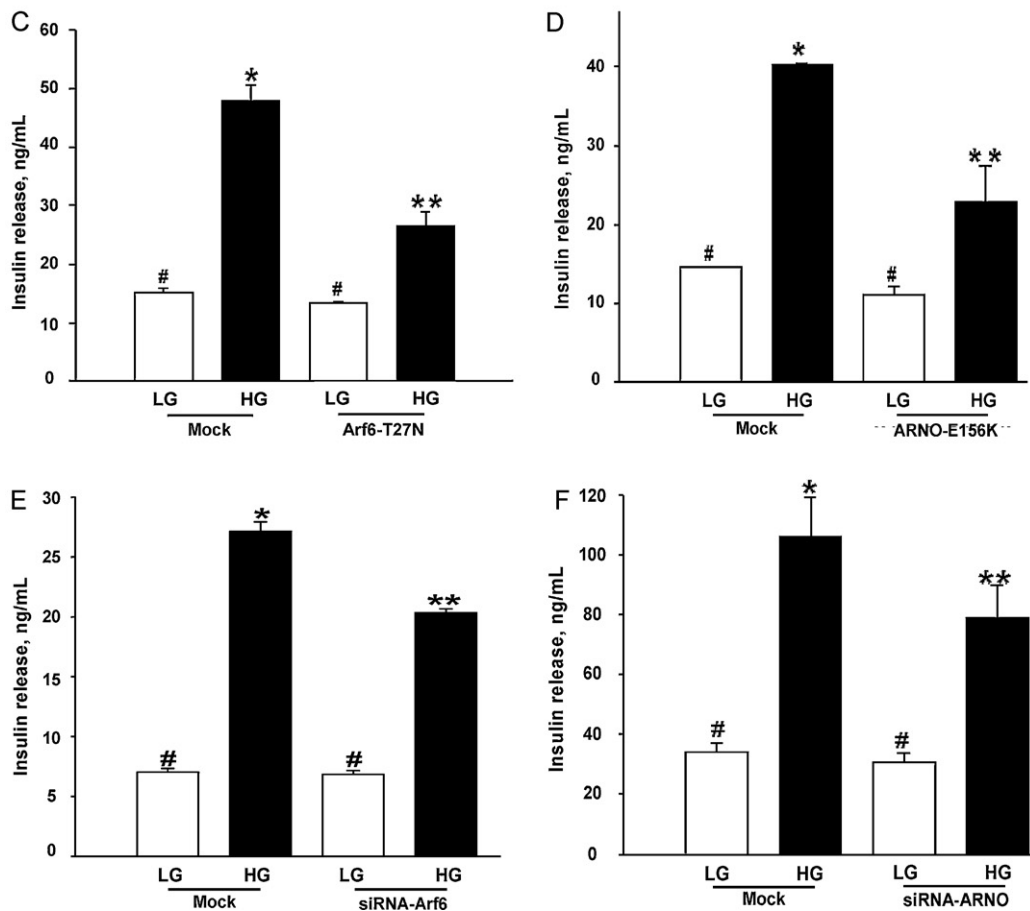 C
Insulin release, ng/mL
60
50
40
30
20
10
0
*
**
#
#
LG HG LG HG
Mock Arf6-T27N
D
Insulin release, ng/mL
40
30
20
10
0
*
**
#
#
LG HG LG HG
Mock ARNO-E156K
E
Insulin release, ng/mL
30
25
20
15
10
5
0
*
**
#
#
LG HG LG HG
Mock siRNA-Arf6
F
Insulin release, ng/mL
120
100
80
60
40
20
0
*
**
#
#
LG HG LG HG
Mock siRNA-ARNO